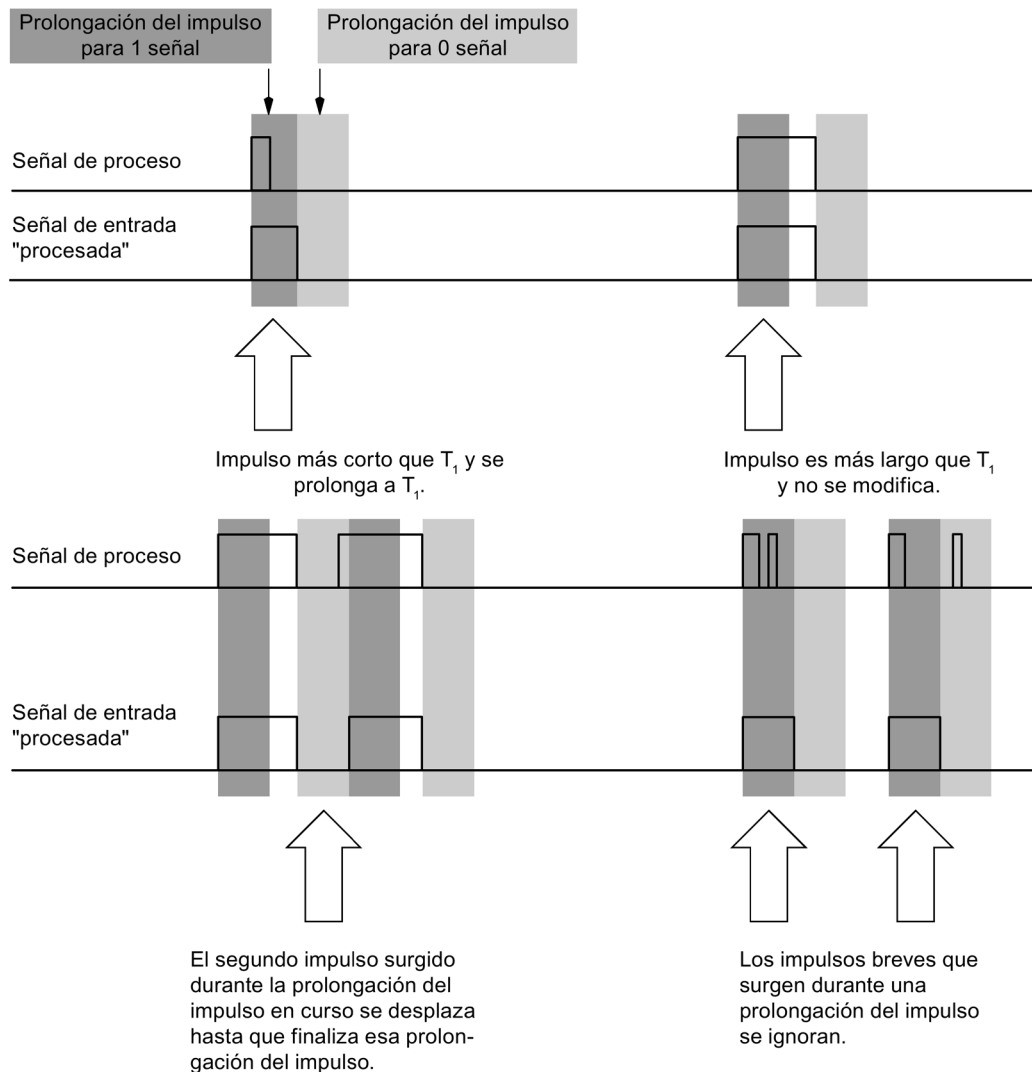 Prolongación del impulso
para 1 señal
Prolongación del impulso
para 0 señal
Señal de proceso
Señal de entrada
"procesada"
Impulso más corto que T₁ y se
prolonga a T₁.
Impulso es más largo que T₁
y no se modifica.
Señal de proceso
Señal de entrada
"procesada"
El segundo impulso surgido
durante la prolongación del
impulso en curso se desplaza
hasta que finaliza esa prolon-
gación del impulso.
Los impulsos breves que
surgen durante una
prolongación del impulso
se ignoran.